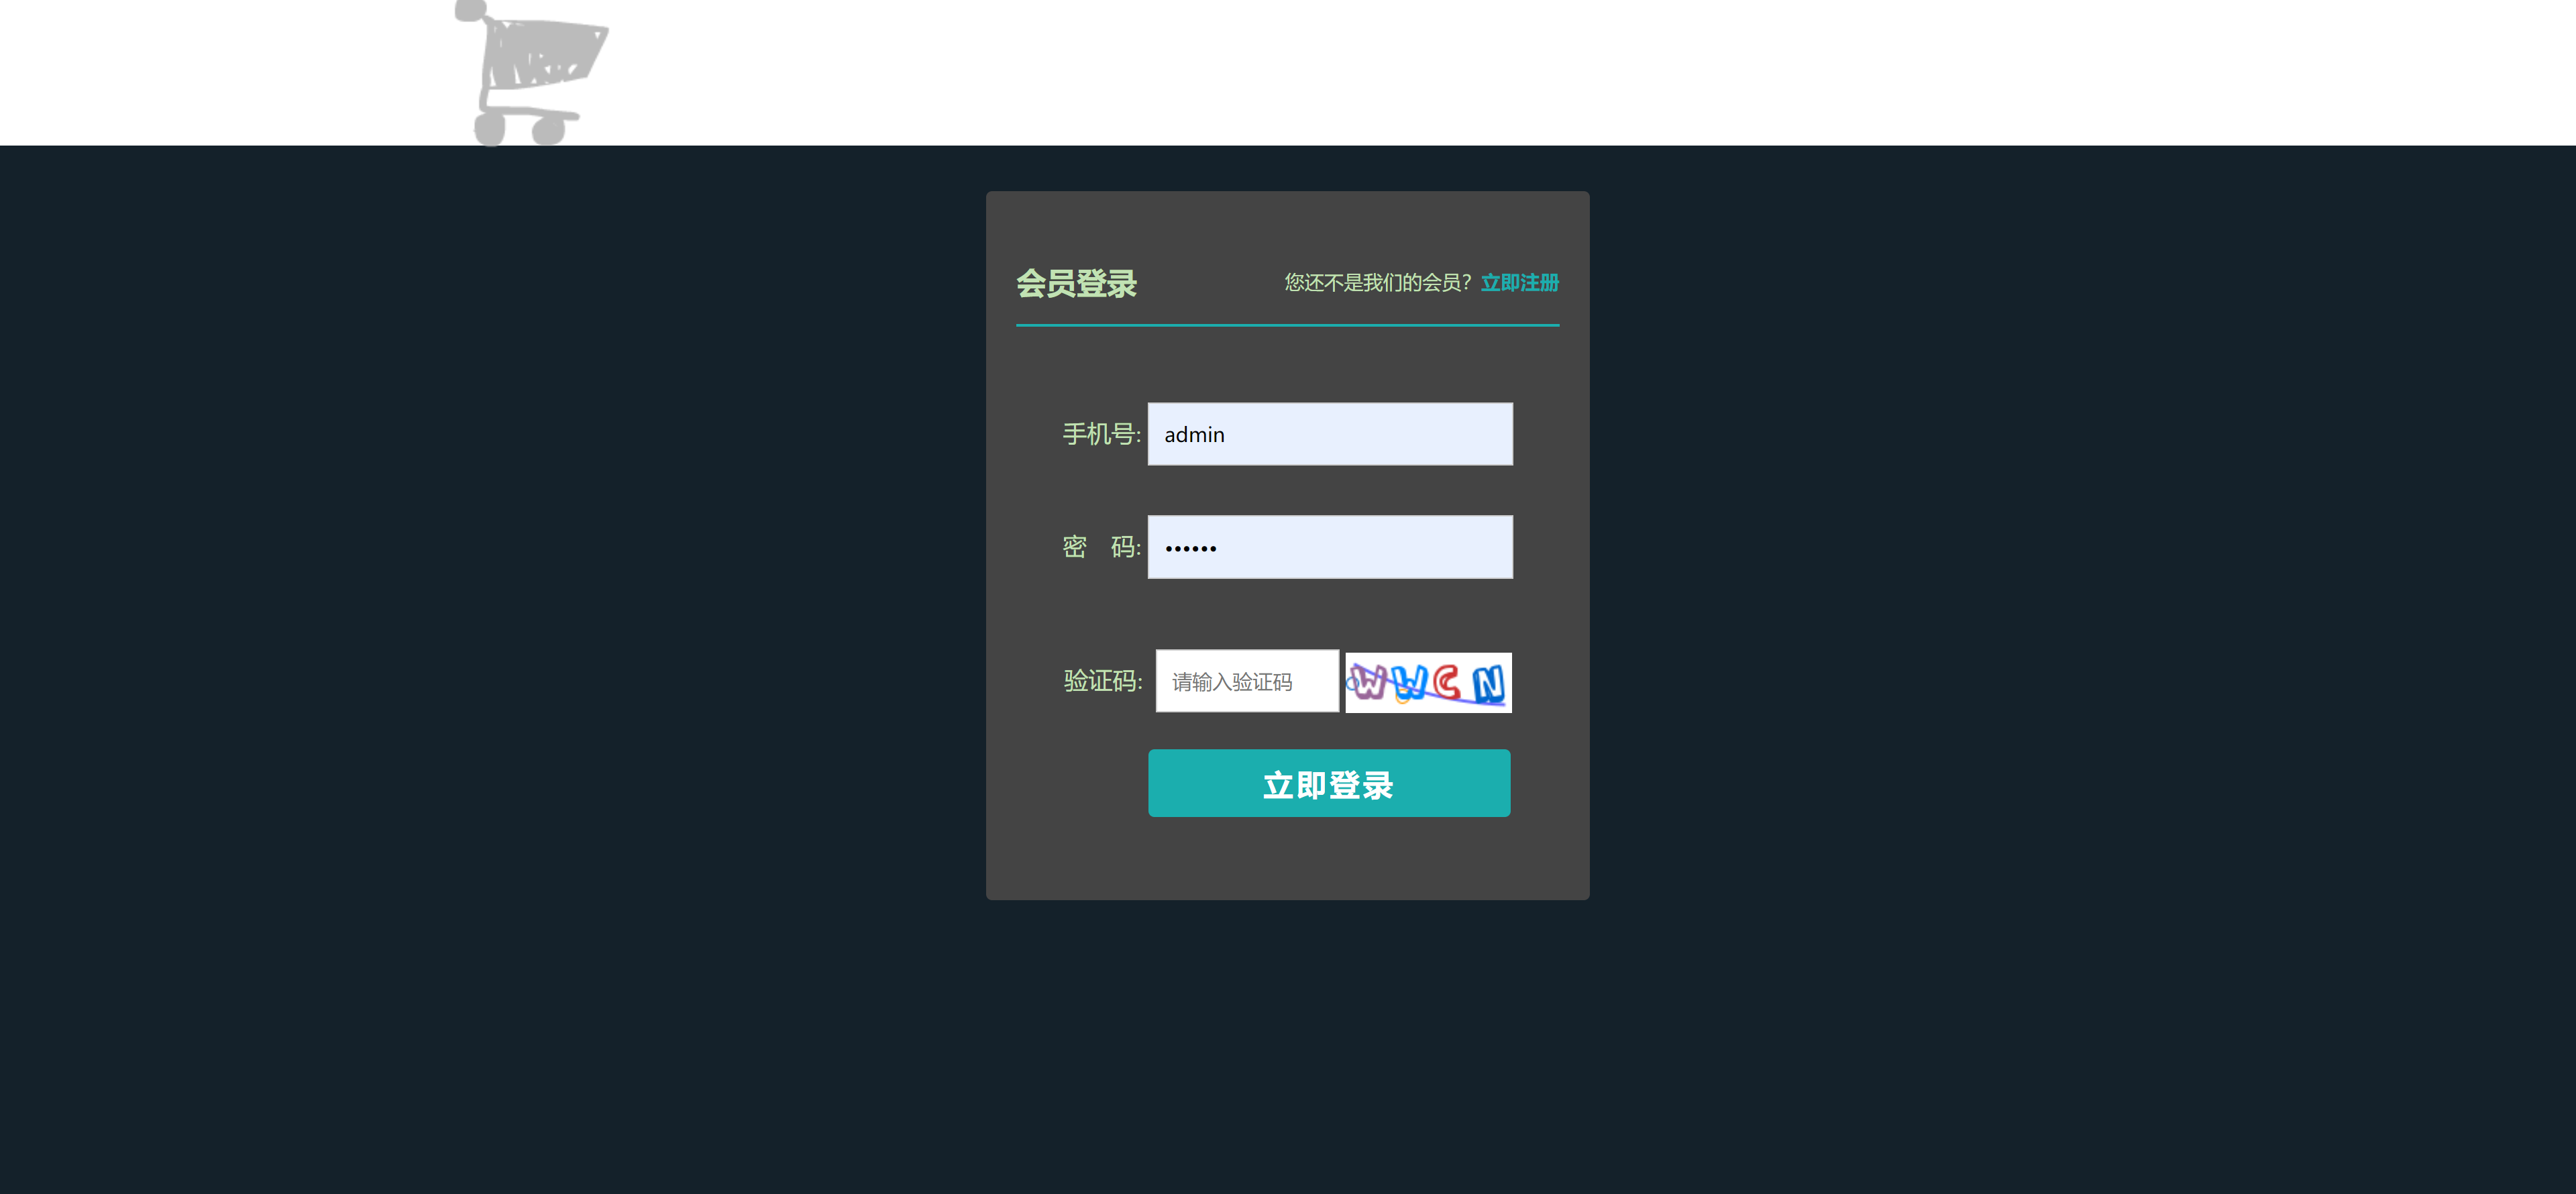 会员登录
您还不是我们的会员？立即注册
手机号: admin
密 码: ••••••
验证码: 请输入验证码 WWCN
立即登录